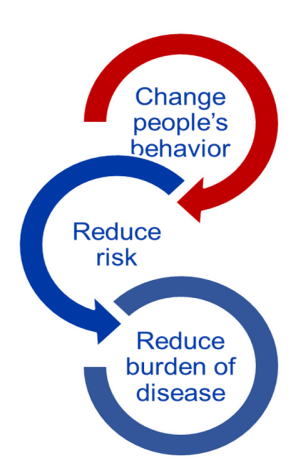 Change
people's
behavior
Reduce
risk
Reduce
burden of
disease